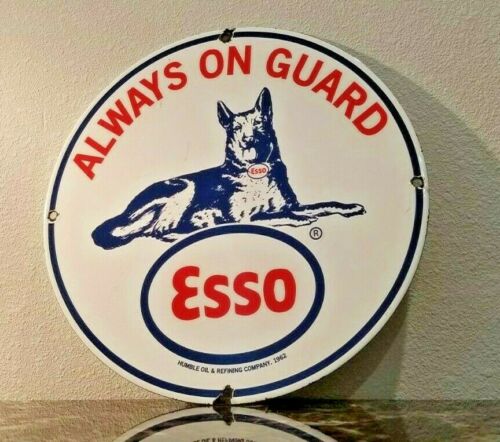 ALWAYS ON GUARD
Esso
®
Esso
HUMBLE OIL & REFINING COMPANY, 1962